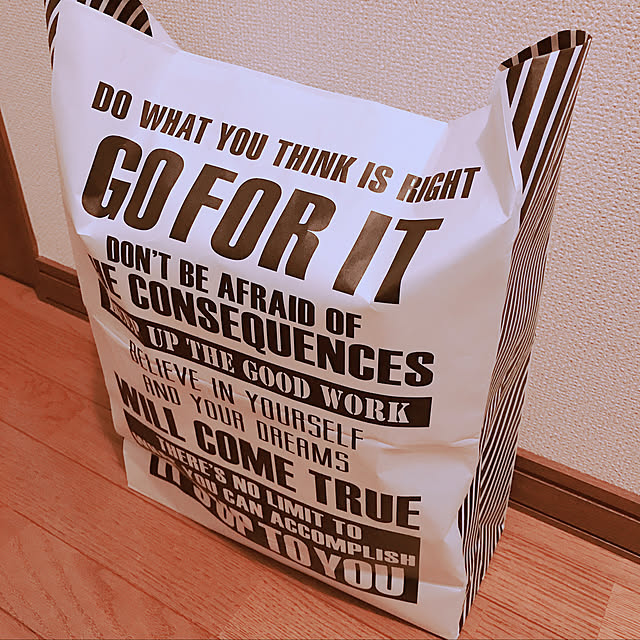 DO WHAT YOU THINK IS RIGHT
GO FOR IT
DON'T BE AFRAID OF
CONSEQUENCES
UP THE GOOD WORK
BELIEVE IN YOURSELF
AND YOUR DREAMS
WILL COME TRUE
THERE'S NO LIMIT TO
YOU CAN ACCOMPLISH
IT'S UP TO YOU